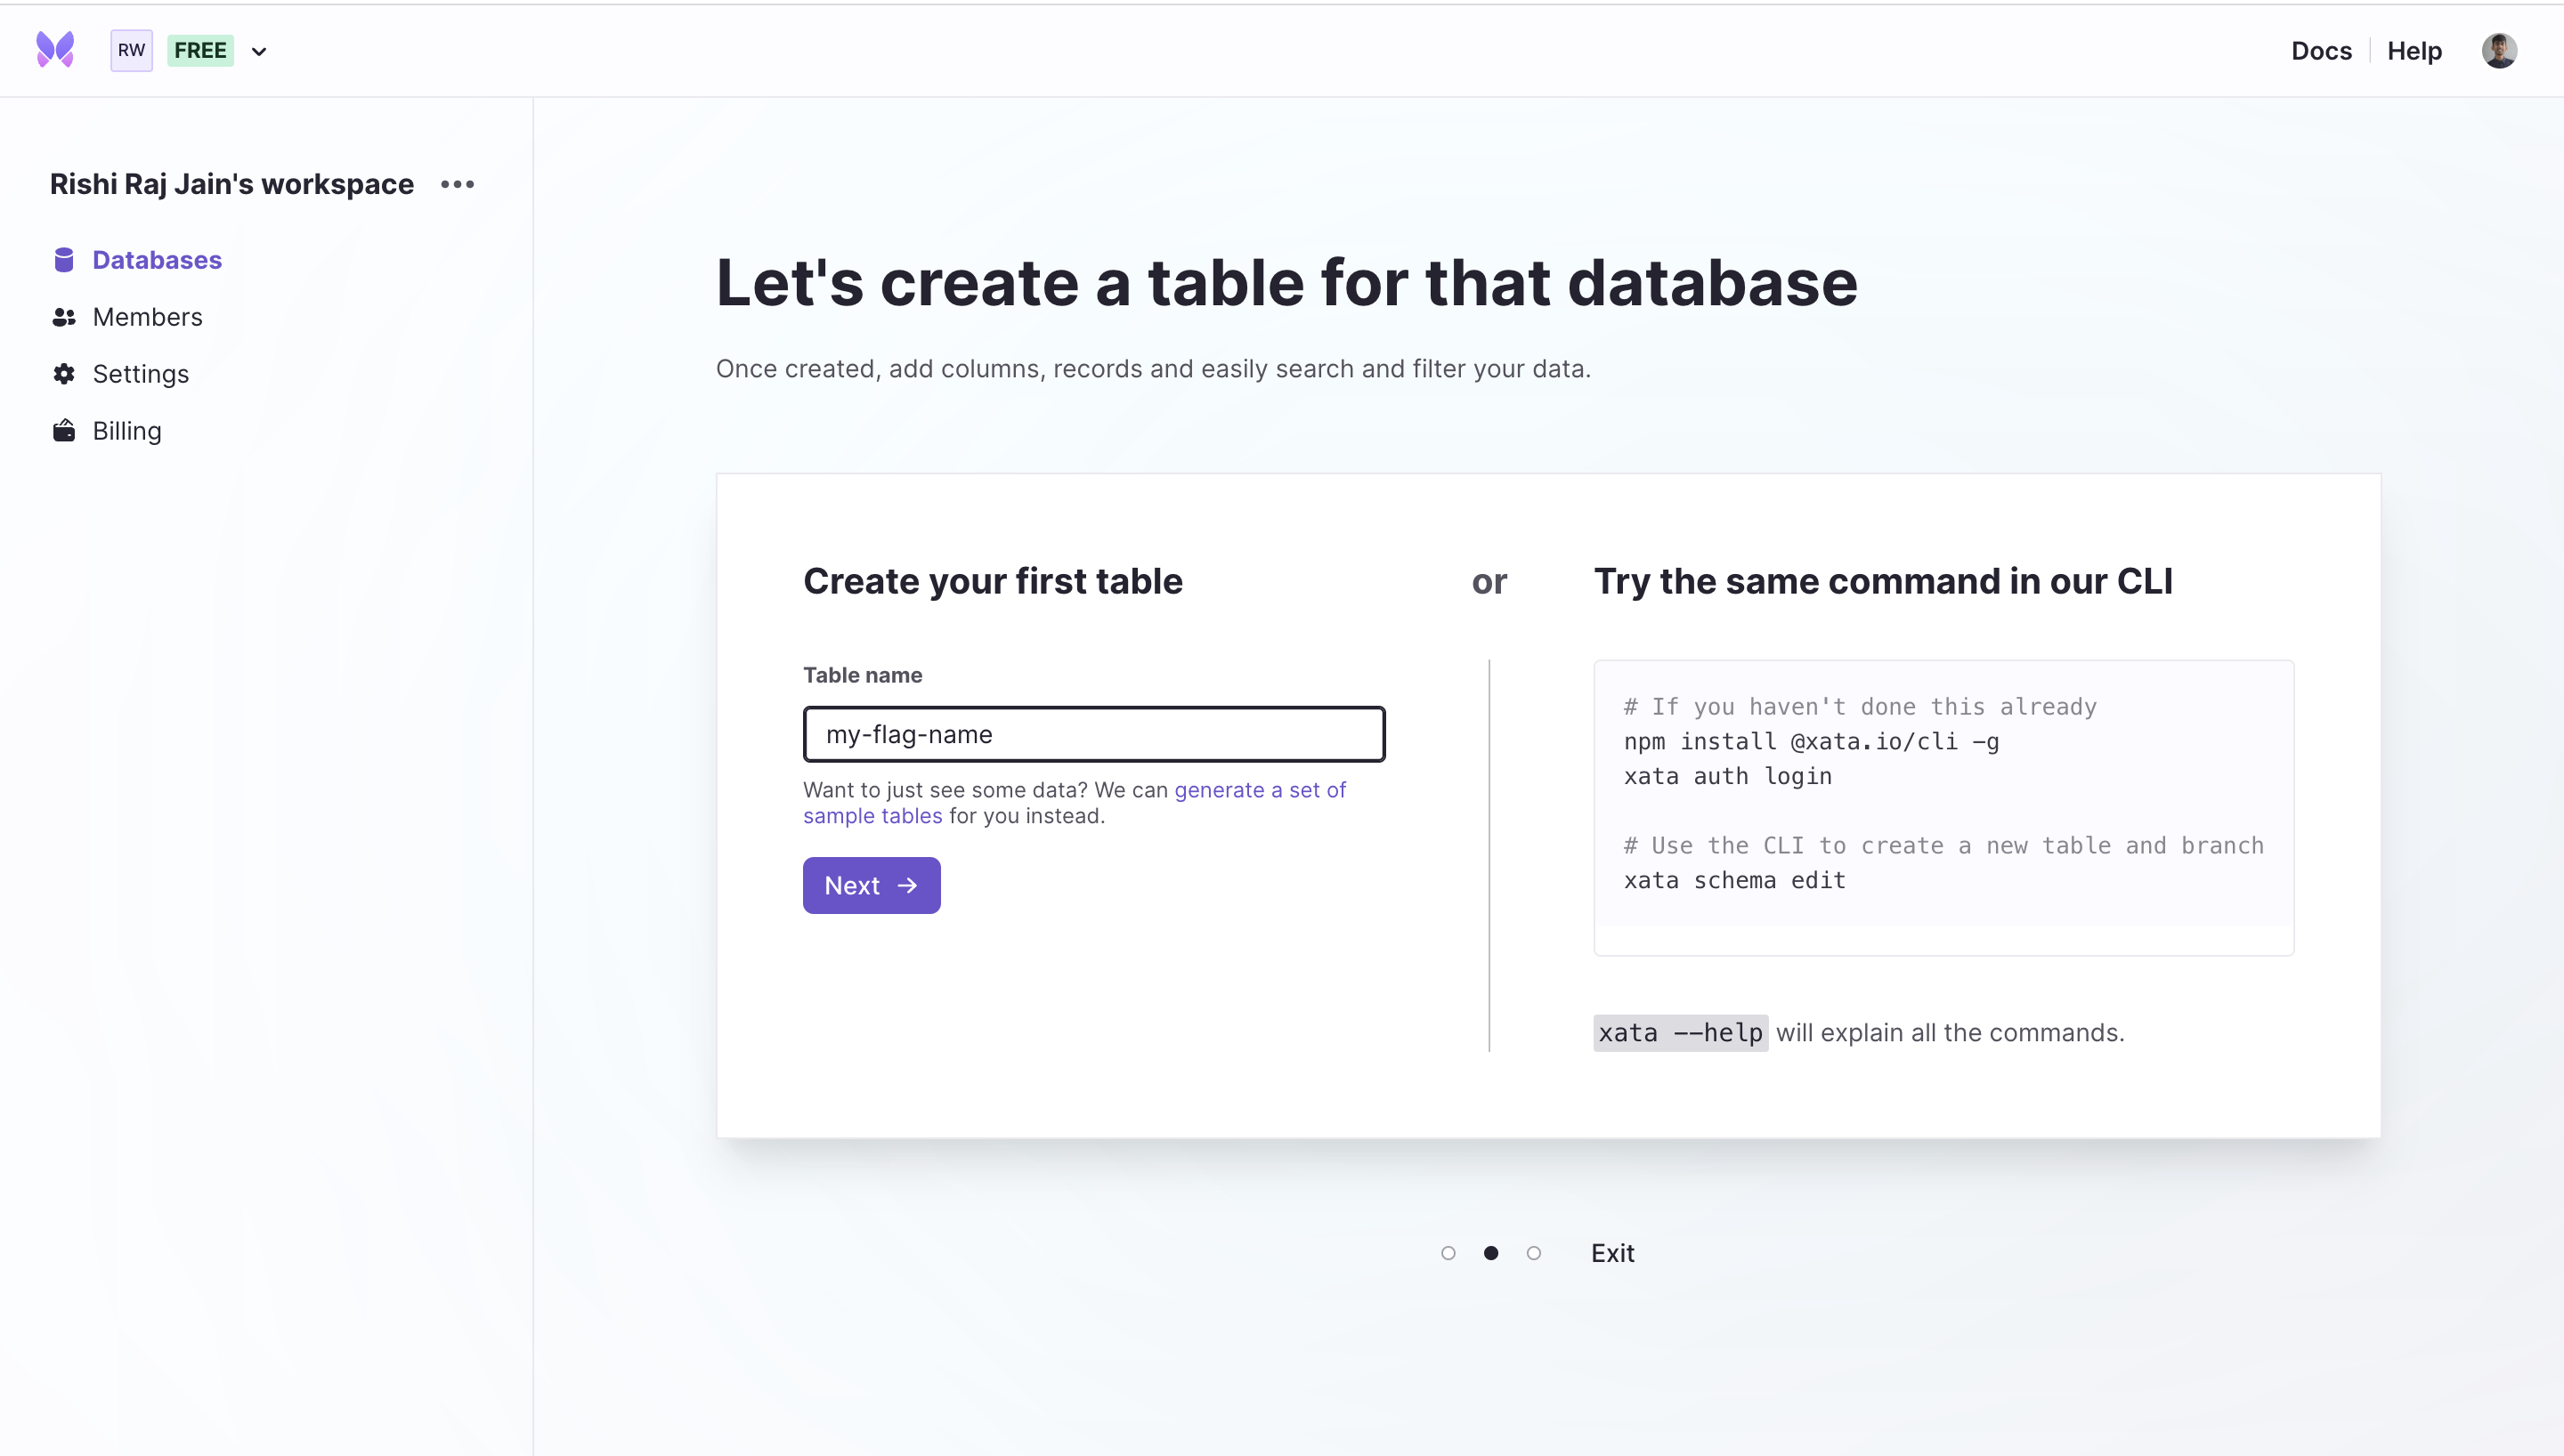 RW FREE
Docs
Help
Rishi Raj Jain's workspace
Databases
Members
Settings
Billing
Let's create a table for that database
Once created, add columns, records and easily search and filter your data.
Create your first table
Table name
my-flag-name
Want to just see some data? We can generate a set of
sample tables for you instead.
Next
or
Try the same command in our CLI
# If you haven't done this already
npm install @xata.io/cli -g
xata auth login
# Use the CLI to create a new table and branch
xata schema edit
xata --help will explain all the commands.
Exit